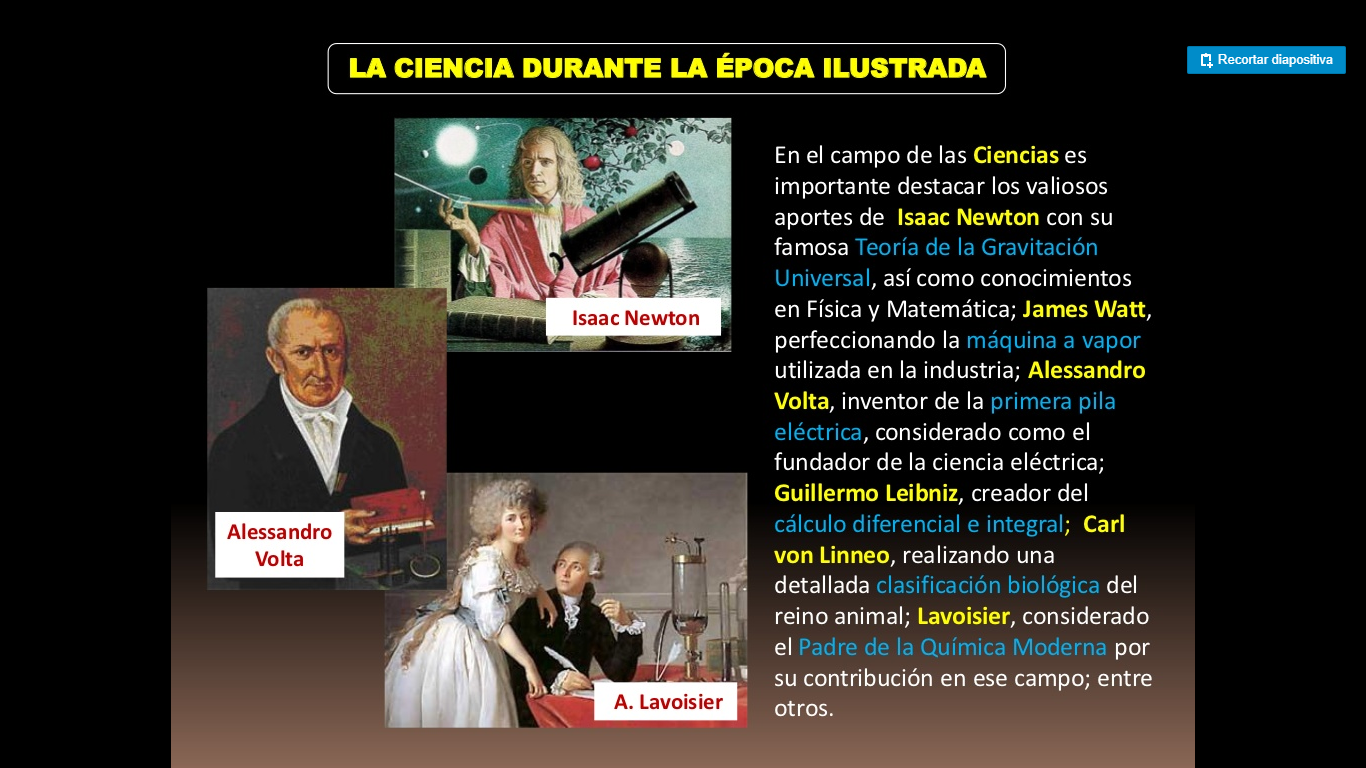 LA CIENCIA DURANTE LA ÉPOCA ILUSTRADA
Recortar diapositiva
Isaac Newton
Alessandro
Volta
A. Lavoisier
En el campo de las Ciencias es
importante destacar los valiosos
aportes de Isaac Newton con su
famosa Teoría de la Gravitación
Universal, así como conocimientos
en Física y Matemática; James Watt,
perfeccionando la máquina a vapor
utilizada en la industria; Alessandro
Volta, inventor de la primera pila
eléctrica, considerado como el
fundador de la ciencia eléctrica;
Guillermo Leibniz, creador del
cálculo diferencial e integral; Carl
von Linneo, realizando una
detallada clasificación biológica del
reino animal; Lavoisier, considerado
el Padre de la Química Moderna por
su contribución en ese campo; entre
otros.